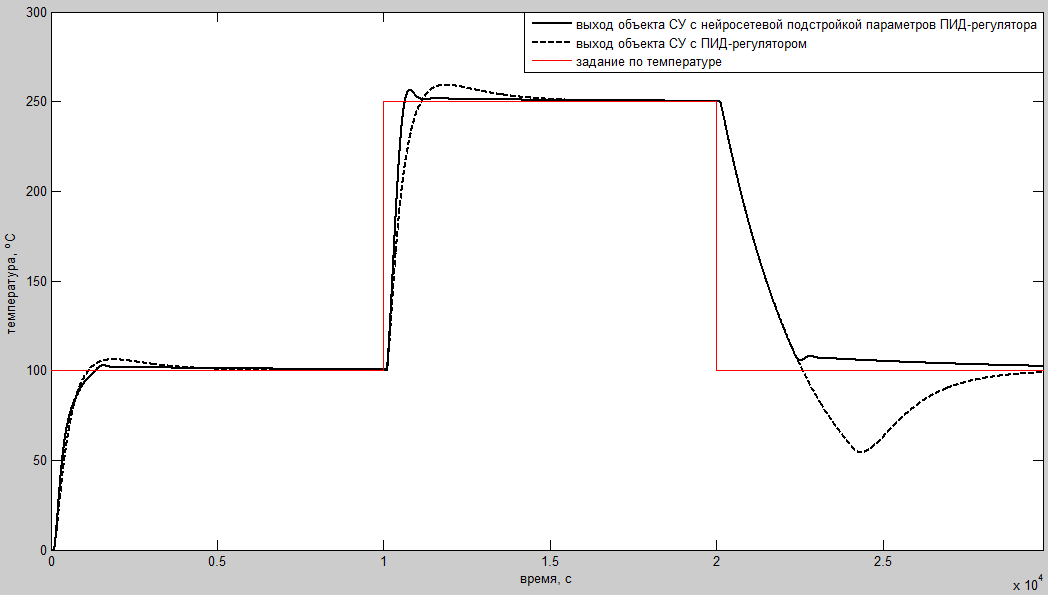 300
выход объекта СУ с нейросетевой подстройкой параметров ПИД-регулятора
выход объекта СУ с ПИД-регулятором
задание по температуре
250
200
150
100
50
0
температура, °C
0 0.5 1 1.5 2 2.5
время, с
x 10^4